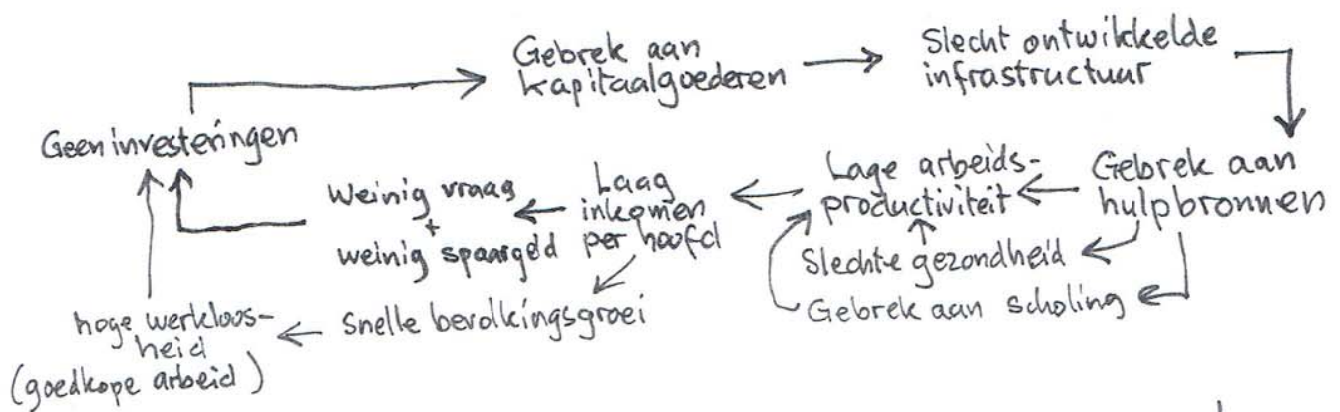 Gebrek aan
kapitaalgoederen
Slecht ontwikkelde
infrastructuur
Gebrek aan
hulpbronnen
Lage arbeids-
productiviteit
Slechte gezondheid
Gebrek aan scholing
Laag
inkomen
per hoofd
Weinig vraag
+
weinig spaargeld
Snelle bevolkingsgroei
hoge werkloos-
heid
(goedkope arbeid)
Geen investeringen